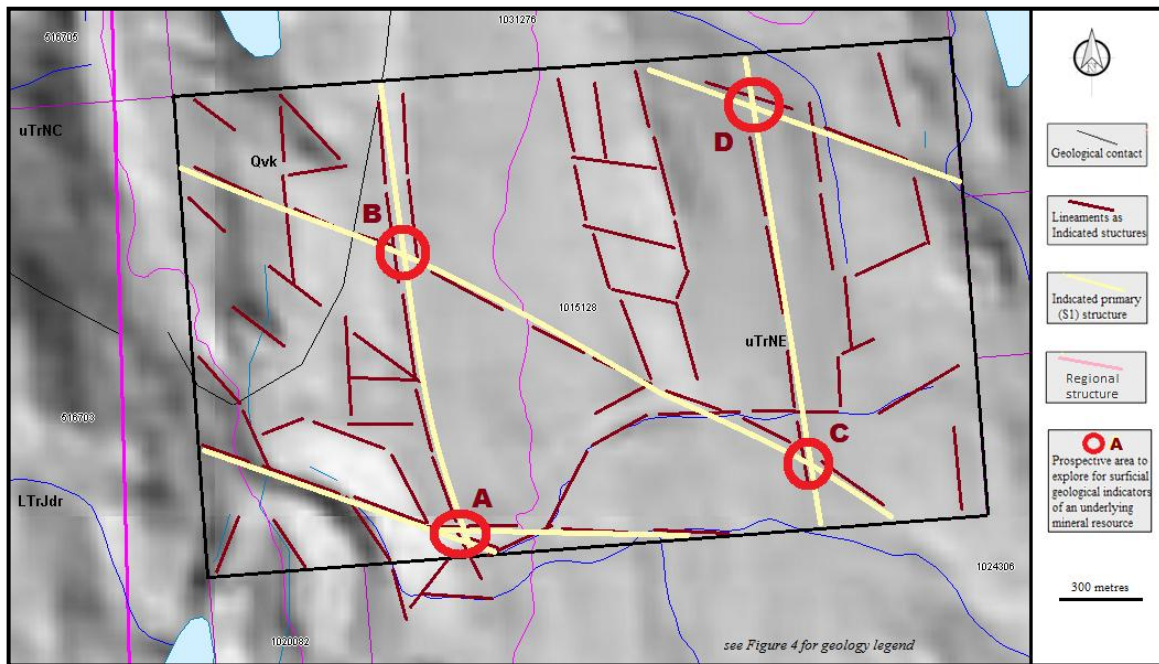 516705
1031276
uTrNC
Qvk
D
B
1015128
uTrNE
516703
C
A
LTrJdr
1024306
1020082
see Figure 4 for geology legend
Geological contact
Lineaments as
Indicated stuctures
Indicated primary
(S1) structure
Regional
structure
A
Prospective area to
explore for surficial
geological indicators
of an underlying
mineral resource
300 metres